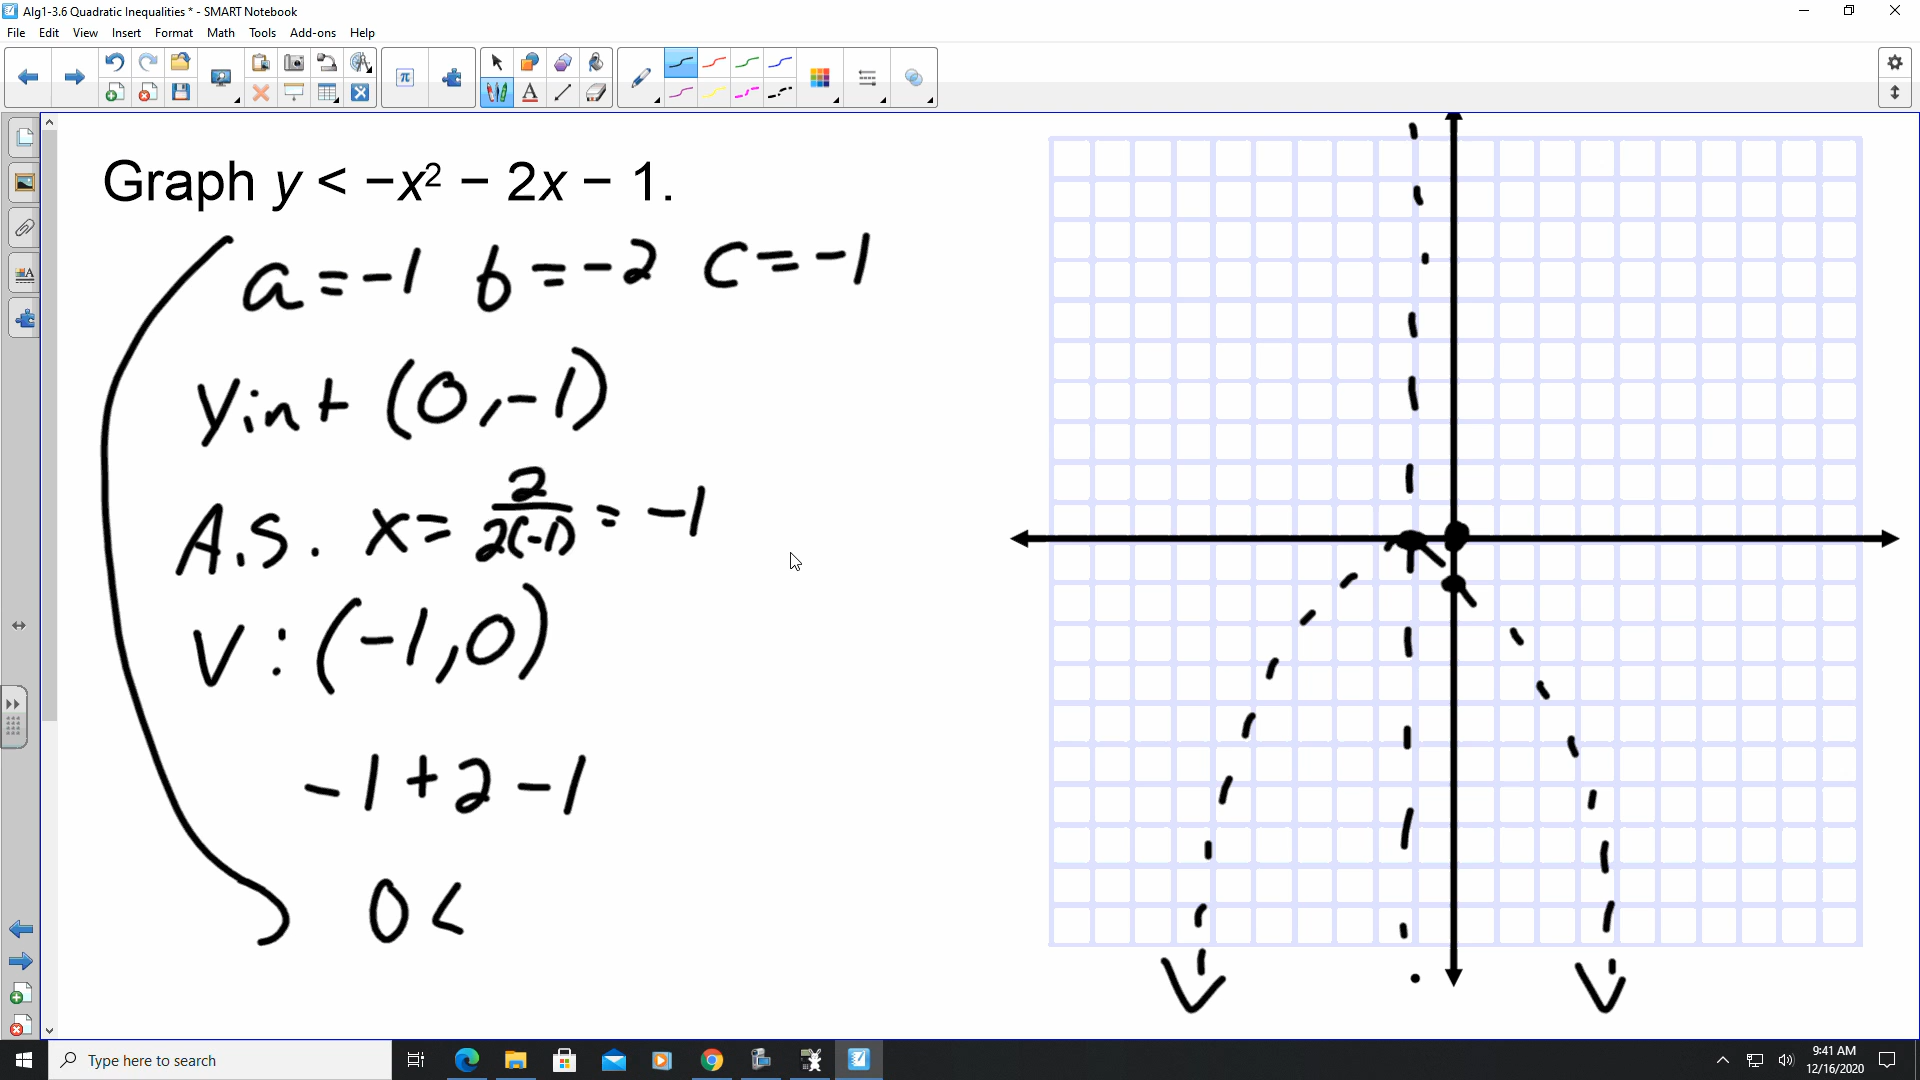 Alg1-3.6 Quadratic Inequalities * - SMART Notebook
File Edit View Insert Format Math Tools Add-ons Help
Graph y < −x² − 2x − 1.
a = -1 b = -2 c = -1
yint (0, -1)
A.S. x = 2/2(-1) = -1
V : (-1, 0)
-1 + 2 - 1
0 <
Type here to search
9:41 AM
12/16/2020